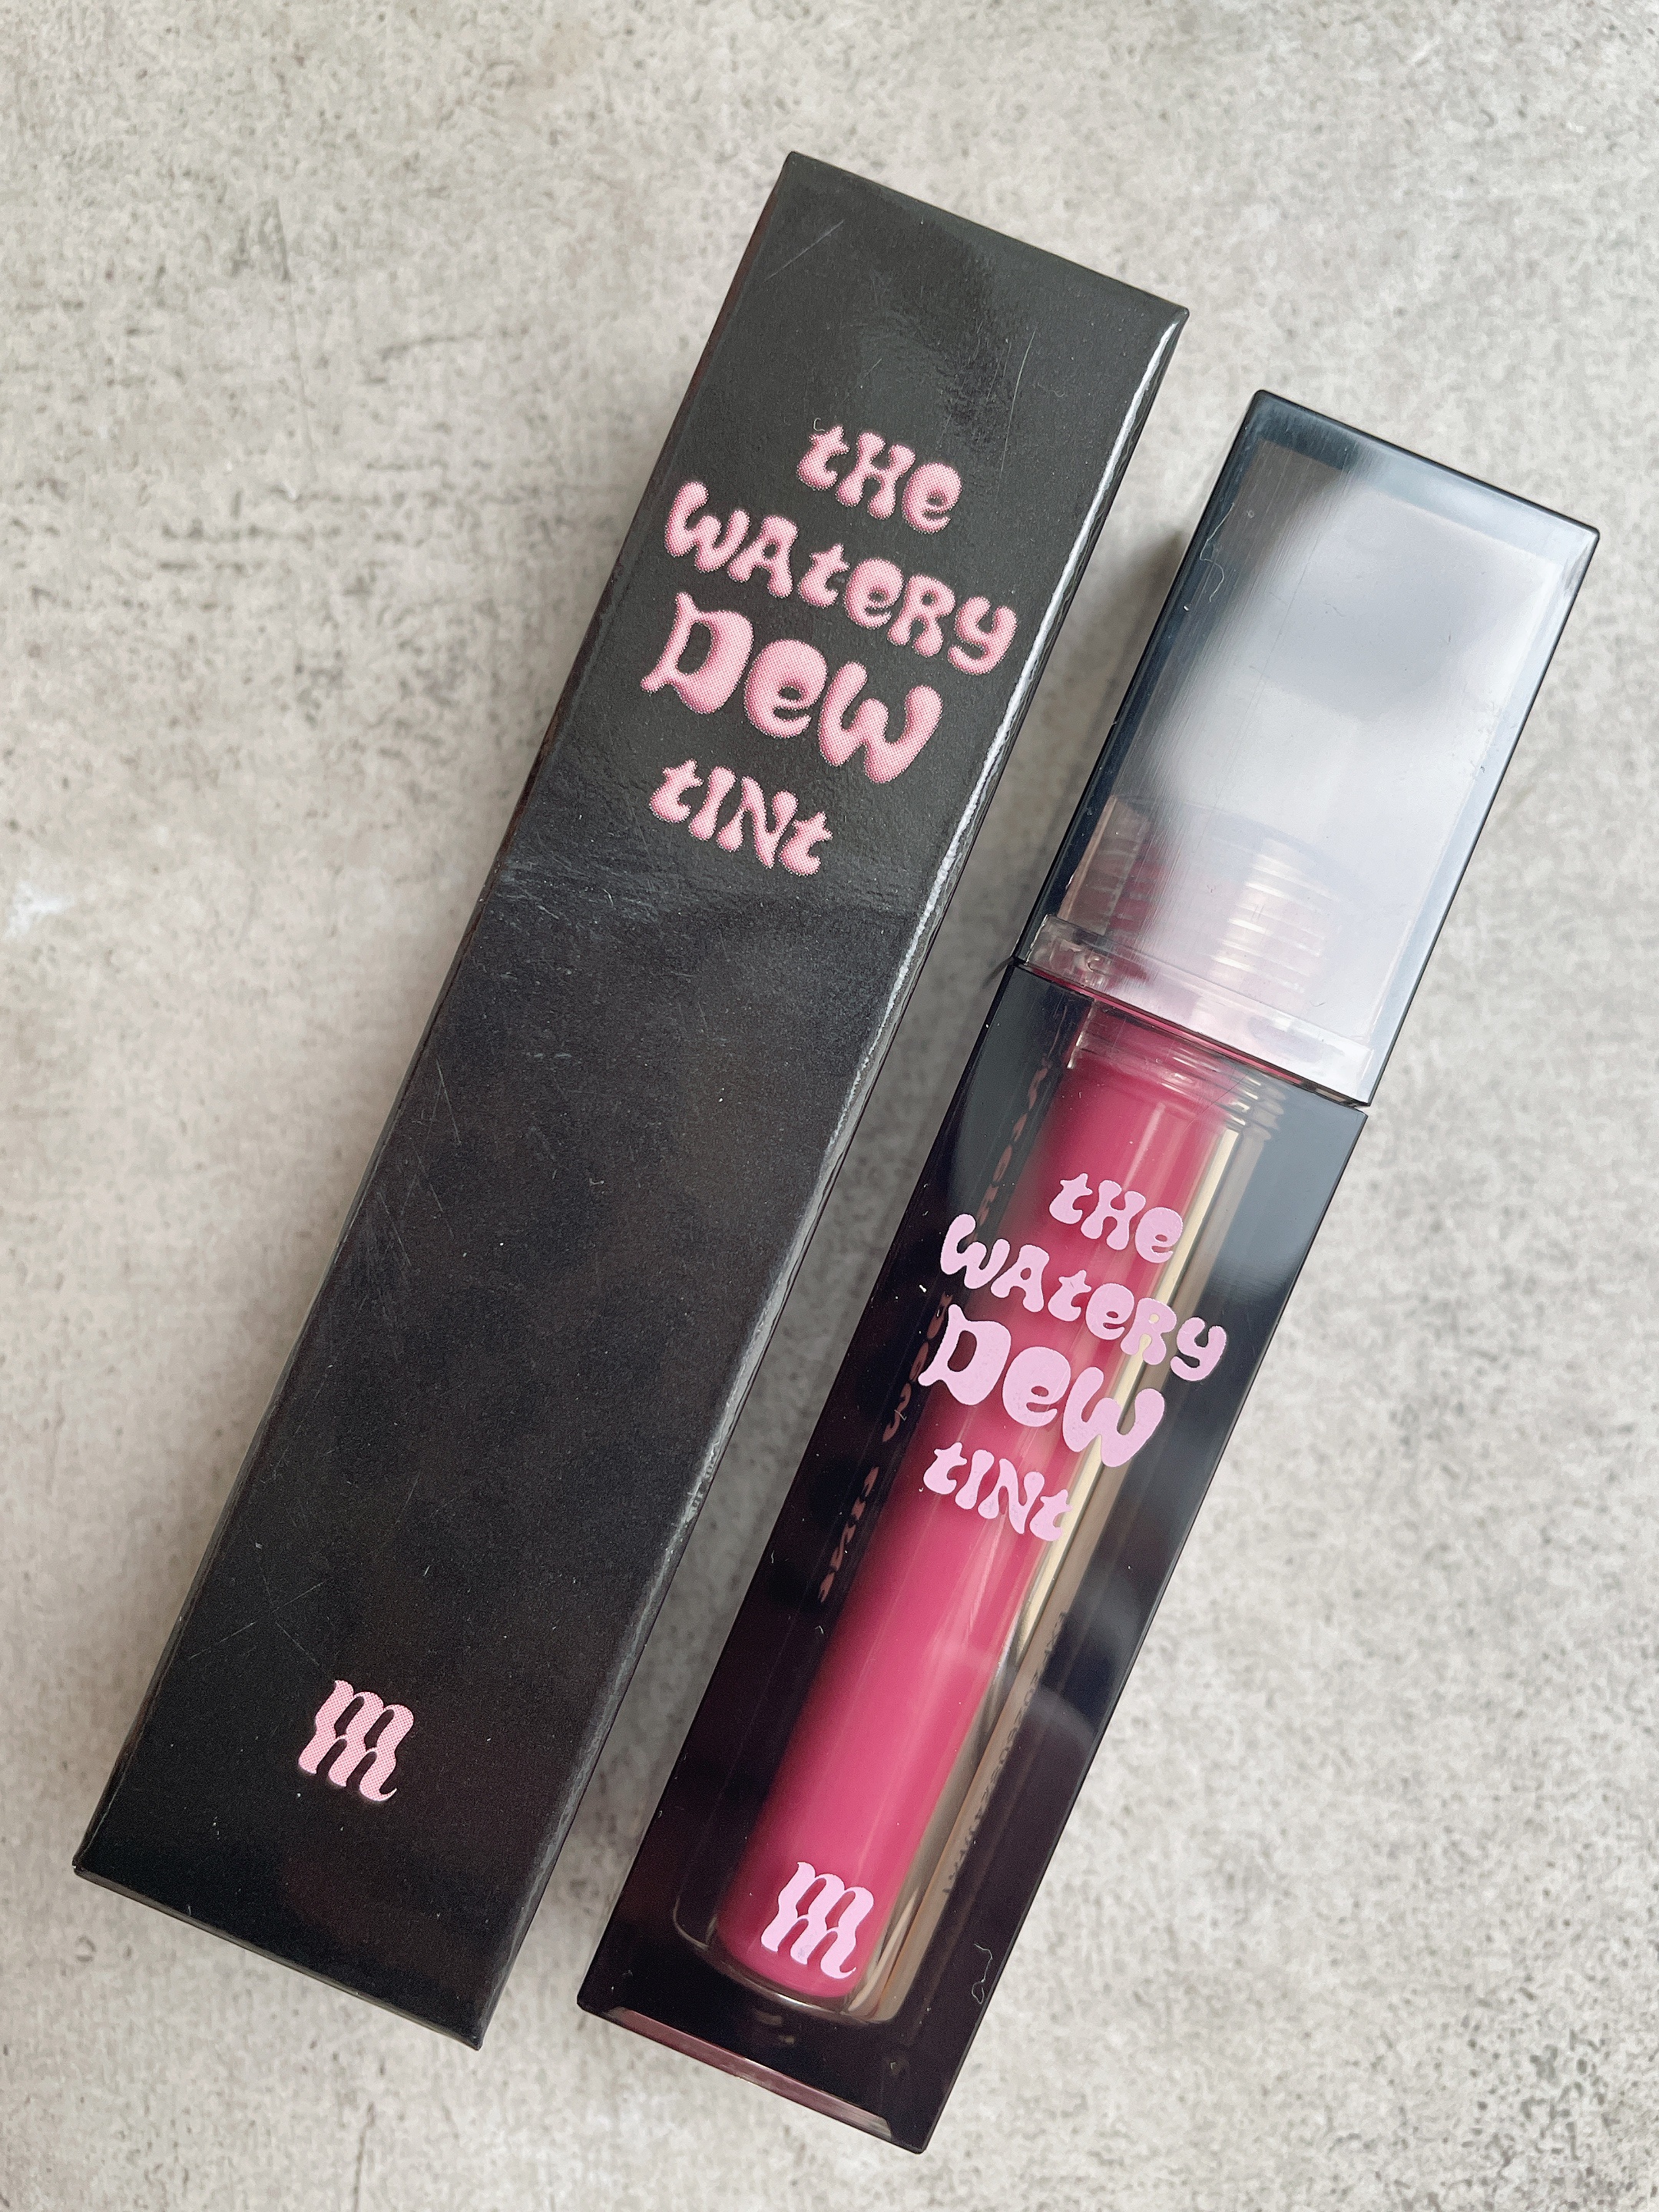 tHe
WAteRy
DeW
tINt
m
tHe
WAteRy
DeW
tINt
m